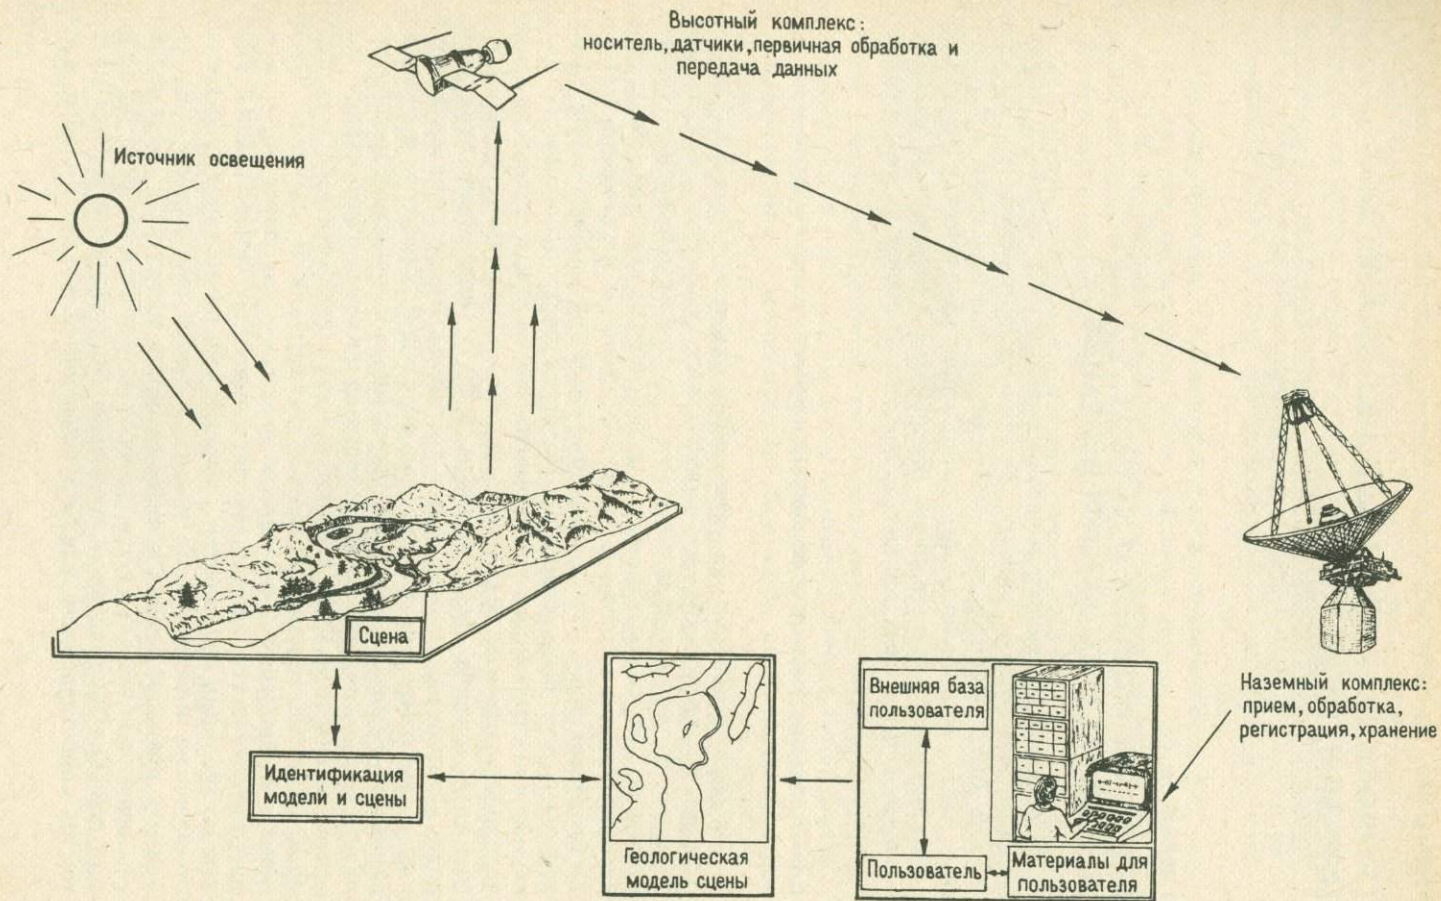 Высотный комплекс:
носитель, датчики, первичная обработка и
передача данных
Источник освещения
Сцена
Наземный комплекс:
прием, обработка,
регистрация, хранение
Внешняя база
пользователя
Идентификация
модели и сцены
Геологическая
модель сцены
Пользователь
Материалы для
пользователя